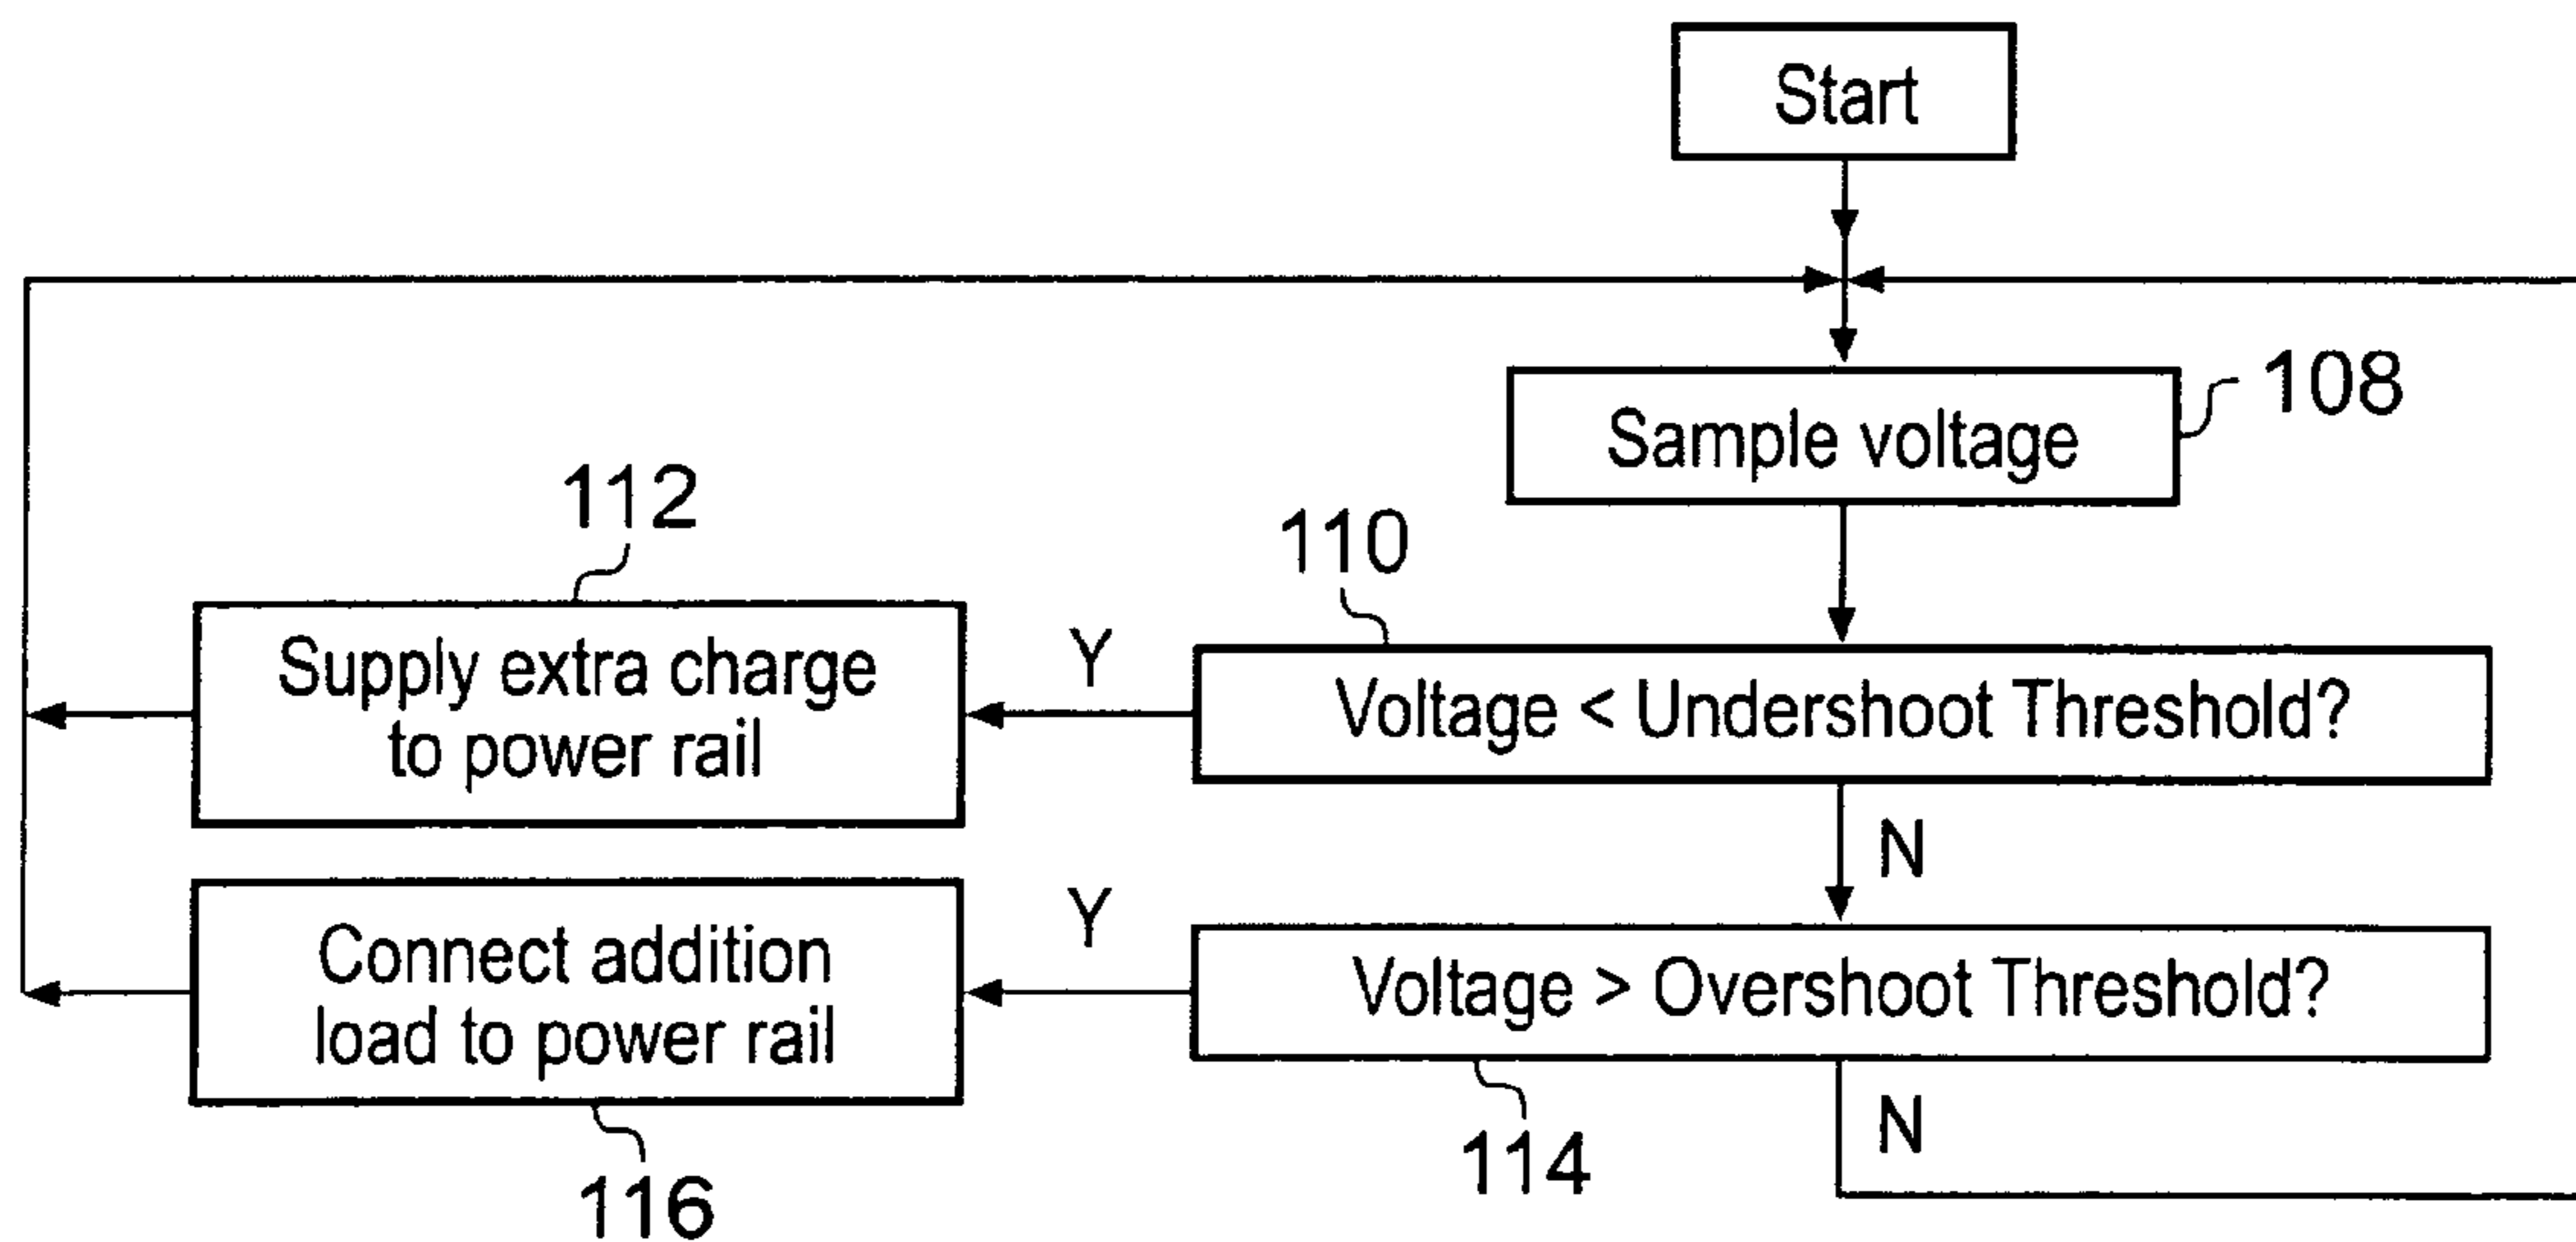 Start
Sample voltage
108
112
110
Supply extra charge
to power rail
Y
Voltage < Undershoot Threshold?
N
Connect addition
load to power rail
Y
Voltage > Overshoot Threshold?
116
114
N